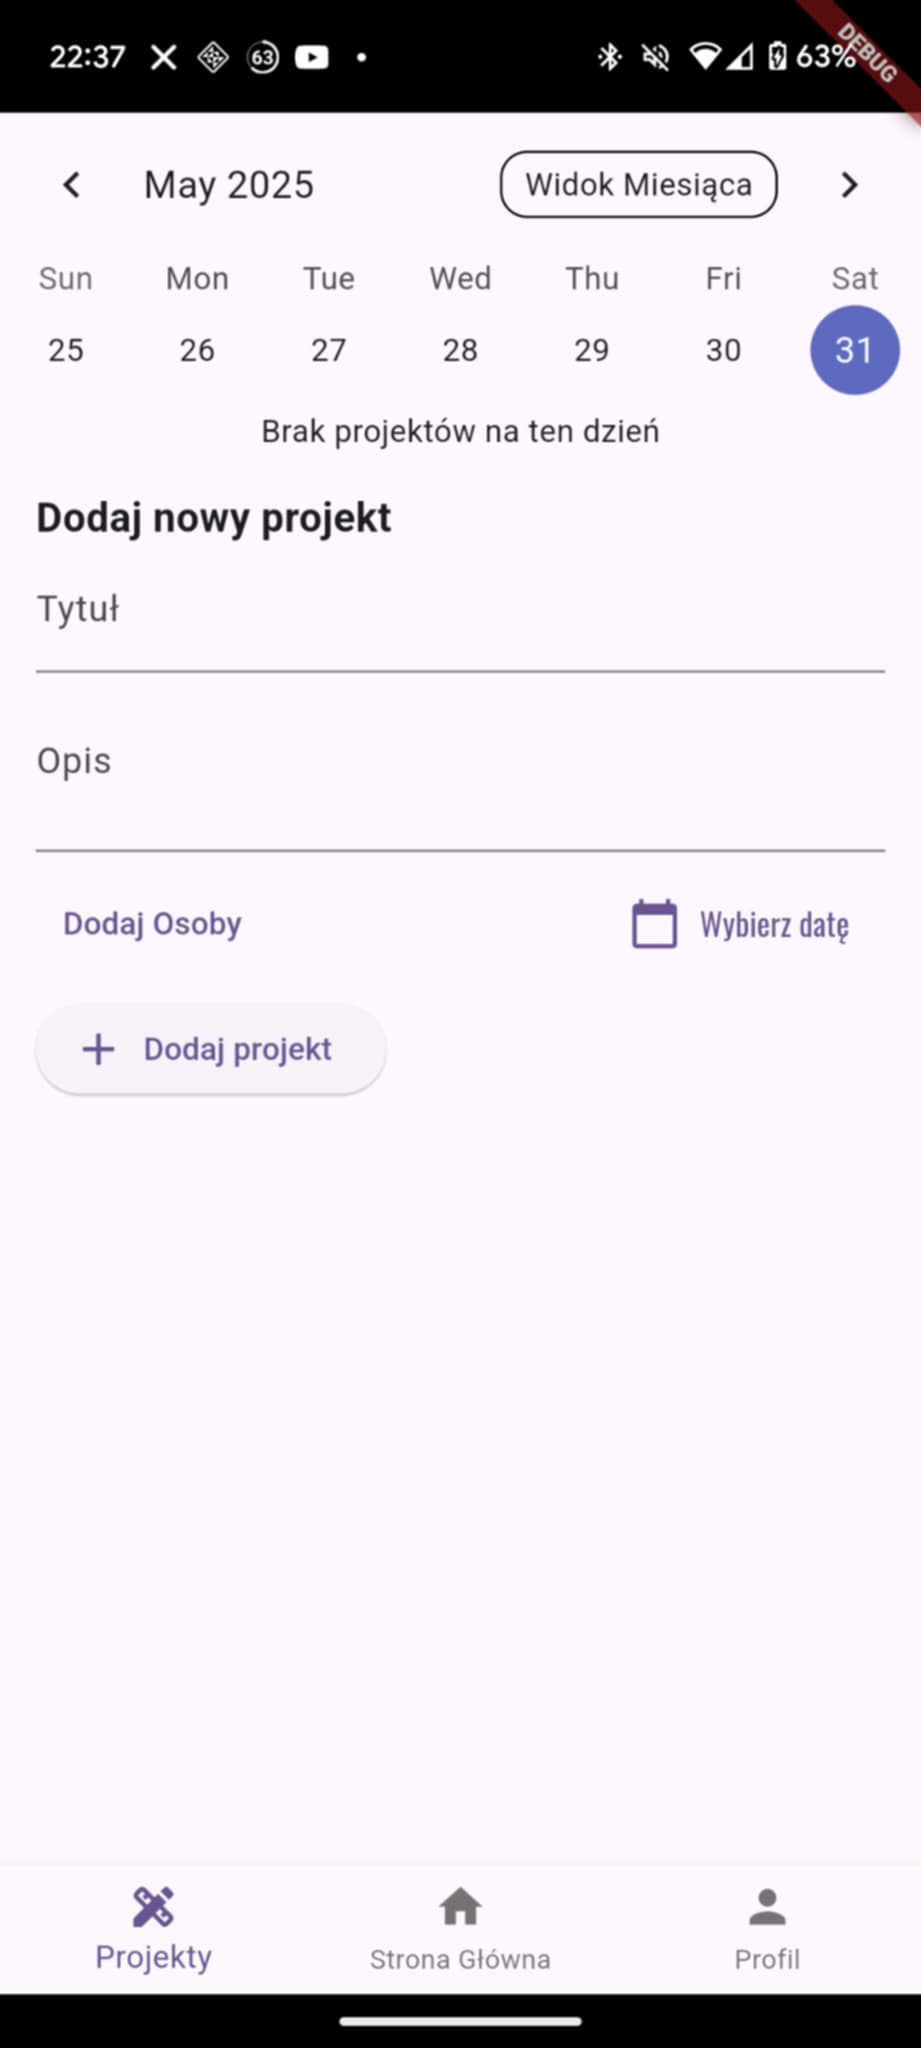 22:37 63 63% DEBUG
May 2025 Widok Miesiąca
Sun Mon Tue Wed Thu Fri Sat
25 26 27 28 29 30 31
Brak projektów na ten dzień
Dodaj nowy projekt
Tytuł
Opis
Dodaj Osoby Wybierz datę
Dodaj projekt
Projekty Strona Główna Profil